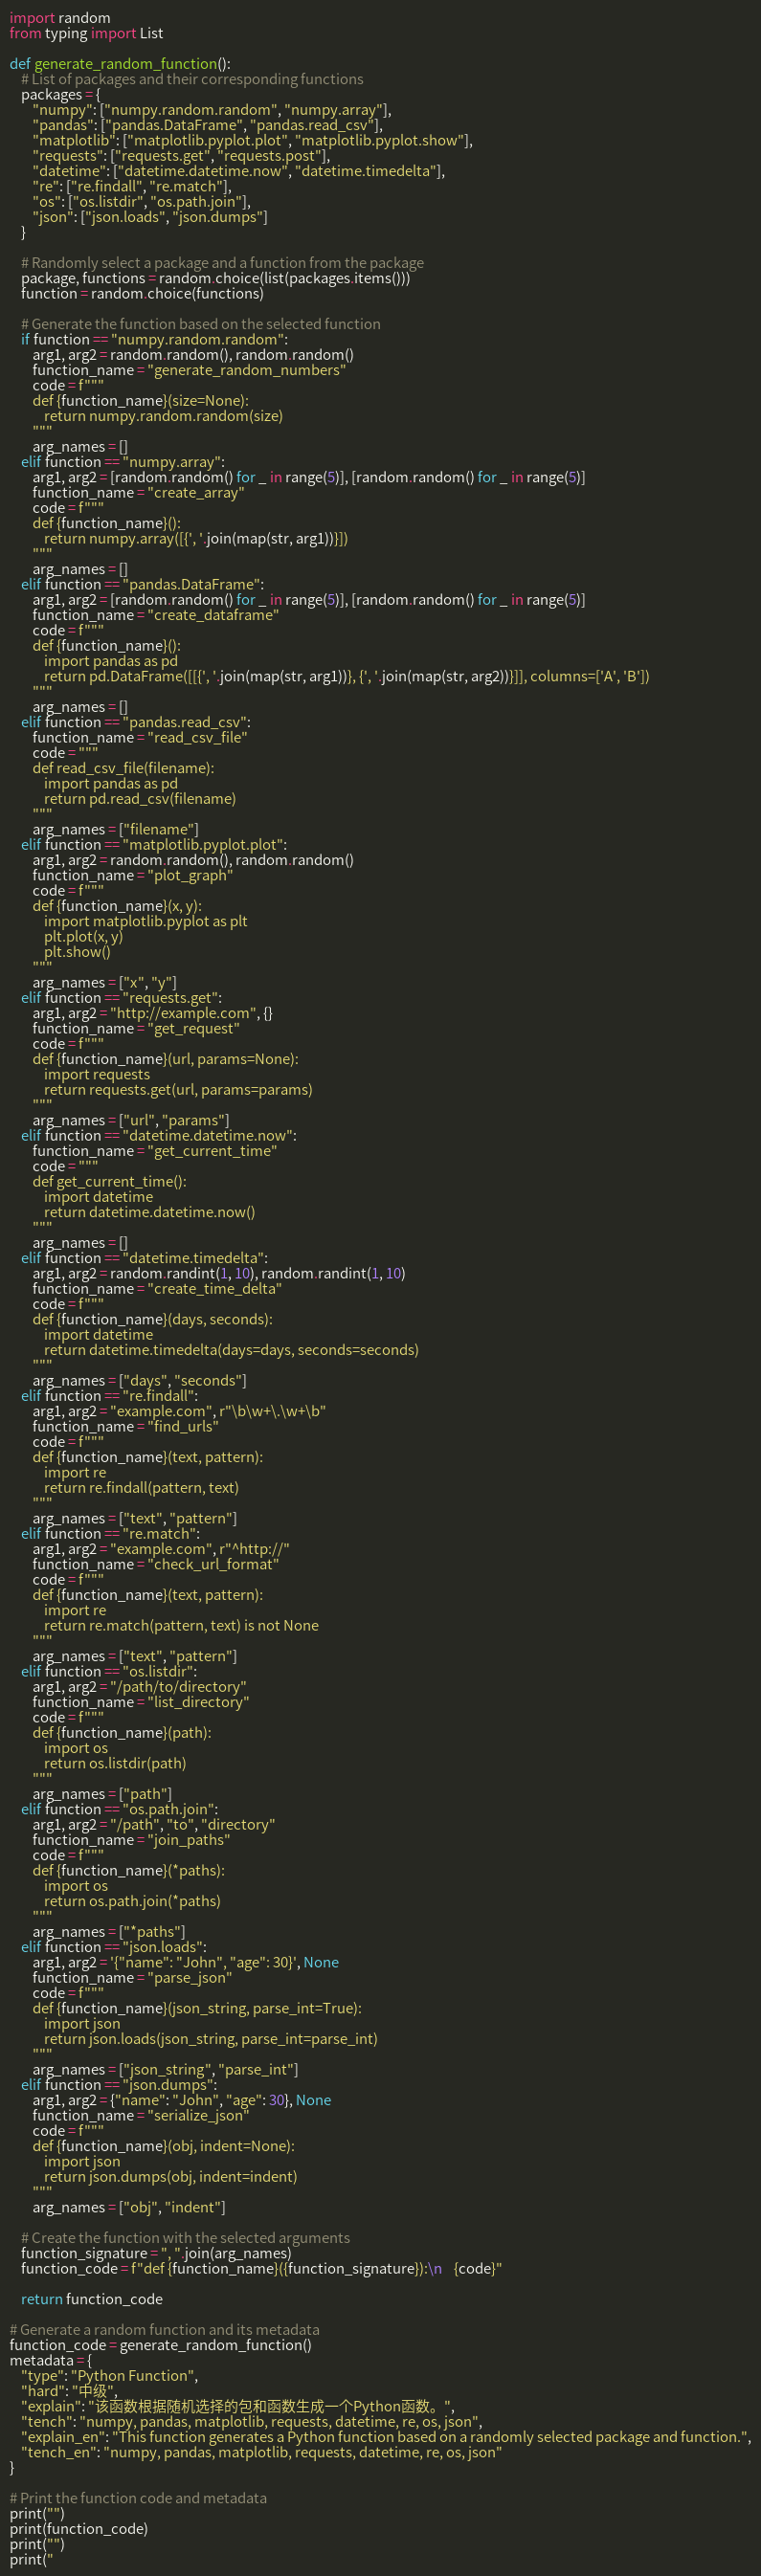 import random
from typing import List

def generate_random_function():
    # List of packages and their corresponding functions
    packages = {
        "numpy": ["numpy.random.random", "numpy.array"],
        "pandas": ["pandas.DataFrame", "pandas.read_csv"],
        "matplotlib": ["matplotlib.pyplot.plot", "matplotlib.pyplot.show"],
        "requests": ["requests.get", "requests.post"],
        "datetime": ["datetime.datetime.now", "datetime.timedelta"],
        "re": ["re.findall", "re.match"],
        "os": ["os.listdir", "os.path.join"],
        "json": ["json.loads", "json.dumps"]
    }

    # Randomly select a package and a function from the package
    package, functions = random.choice(list(packages.items()))
    function = random.choice(functions)

    # Generate the function based on the selected function
    if function == "numpy.random.random":
        arg1, arg2 = random.random(), random.random()
        function_name = "generate_random_numbers"
        code = f"""
        def {function_name}(size=None):
            return numpy.random.random(size)
        """
        arg_names = []
    elif function == "numpy.array":
        arg1, arg2 = [random.random() for _ in range(5)], [random.random() for _ in range(5)]
        function_name = "create_array"
        code = f"""
        def {function_name}():
            return numpy.array([{', '.join(map(str, arg1))}])
        """
        arg_names = []
    elif function == "pandas.DataFrame":
        arg1, arg2 = [random.random() for _ in range(5)], [random.random() for _ in range(5)]
        function_name = "create_dataframe"
        code = f"""
        def {function_name}():
            import pandas as pd
            return pd.DataFrame([[{', '.join(map(str, arg1))}, {', '.join(map(str, arg2))}]], columns=['A', 'B'])
        """
        arg_names = []
    elif function == "pandas.read_csv":
        function_name = "read_csv_file"
        code = """
        def read_csv_file(filename):
            import pandas as pd
            return pd.read_csv(filename)
        """
        arg_names = ["filename"]
    elif function == "matplotlib.pyplot.plot":
        arg1, arg2 = random.random(), random.random()
        function_name = "plot_graph"
        code = f"""
        def {function_name}(x, y):
            import matplotlib.pyplot as plt
            plt.plot(x, y)
            plt.show()
        """
        arg_names = ["x", "y"]
    elif function == "requests.get":
        arg1, arg2 = "http://example.com", {}
        function_name = "get_request"
        code = f"""
        def {function_name}(url, params=None):
            import requests
            return requests.get(url, params=params)
        """
        arg_names = ["url", "params"]
    elif function == "datetime.datetime.now":
        function_name = "get_current_time"
        code = """
        def get_current_time():
            import datetime
            return datetime.datetime.now()
        """
        arg_names = []
    elif function == "datetime.timedelta":
        arg1, arg2 = random.randint(1, 10), random.randint(1, 10)
        function_name = "create_time_delta"
        code = f"""
        def {function_name}(days, seconds):
            import datetime
            return datetime.timedelta(days=days, seconds=seconds)
        """
        arg_names = ["days", "seconds"]
    elif function == "re.findall":
        arg1, arg2 = "example.com", r"\b\w+\.\w+\b"
        function_name = "find_urls"
        code = f"""
        def {function_name}(text, pattern):
            import re
            return re.findall(pattern, text)
        """
        arg_names = ["text", "pattern"]
    elif function == "re.match":
        arg1, arg2 = "example.com", r"^http://"
        function_name = "check_url_format"
        code = f"""
        def {function_name}(text, pattern):
            import re
            return re.match(pattern, text) is not None
        """
        arg_names = ["text", "pattern"]
    elif function == "os.listdir":
        arg1, arg2 = "/path/to/directory"
        function_name = "list_directory"
        code = f"""
        def {function_name}(path):
            import os
            return os.listdir(path)
        """
        arg_names = ["path"]
    elif function == "os.path.join":
        arg1, arg2 = "/path", "to", "directory"
        function_name = "join_paths"
        code = f"""
        def {function_name}(*paths):
            import os
            return os.path.join(*paths)
        """
        arg_names = ["*paths"]
    elif function == "json.loads":
        arg1, arg2 = '{"name": "John", "age": 30}', None
        function_name = "parse_json"
        code = f"""
        def {function_name}(json_string, parse_int=True):
            import json
            return json.loads(json_string, parse_int=parse_int)
        """
        arg_names = ["json_string", "parse_int"]
    elif function == "json.dumps":
        arg1, arg2 = {"name": "John", "age": 30}, None
        function_name = "serialize_json"
        code = f"""
        def {function_name}(obj, indent=None):
            import json
            return json.dumps(obj, indent=indent)
        """
        arg_names = ["obj", "indent"]

    # Create the function with the selected arguments
    function_signature = ", ".join(arg_names)
    function_code = f"def {function_name}({function_signature}):\n    {code}"

    return function_code

# Generate a random function and its metadata
function_code = generate_random_function()
metadata = {
    "type": "Python Function",
    "hard": "中级",
    "explain": "该函数根据随机选择的包和函数生成一个Python函数。",
    "tench": "numpy, pandas, matplotlib, requests, datetime, re, os, json",
    "explain_en": "This function generates a Python function based on a randomly selected package and function.",
    "tench_en": "numpy, pandas, matplotlib, requests, datetime, re, os, json"
}

# Print the function code and metadata
print("")
print(function_code)
print("")
print("